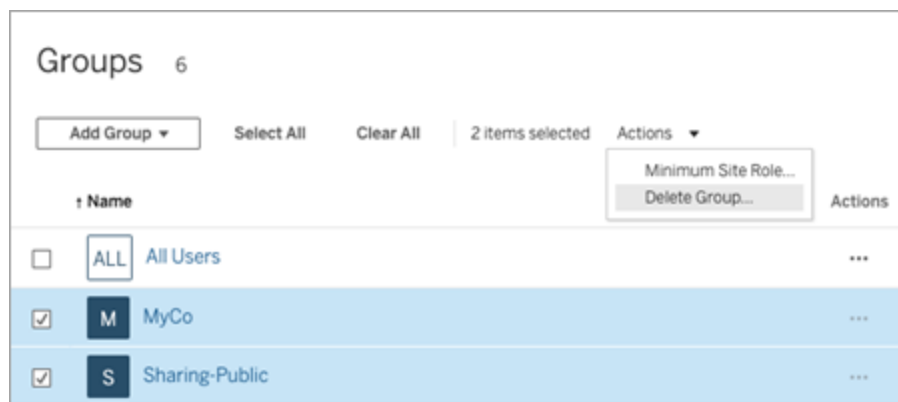 Groups 6
Add Group ▾ Select All Clear All 2 items selected Actions ▾
Minimum Site Role...
Delete Group...
↑ Name Actions
ALL All Users ...
M MyCo ...
S Sharing-Public ...